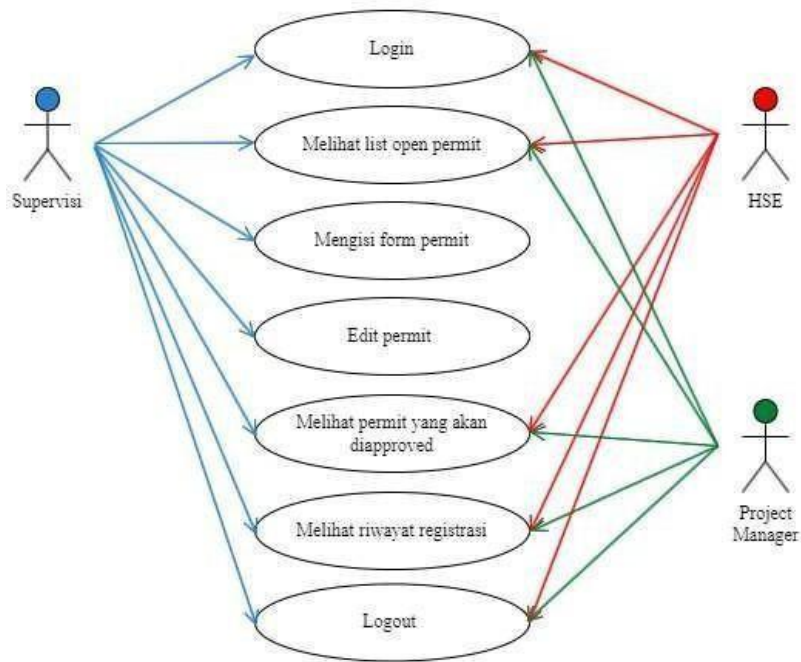 Login
Melihat list open permit
Supervisi
HSE
Mengisi form permit
Edit permit
Melihat permit yang akan
diapproved
Project
Manager
Melihat riwayat registrasi
Logout